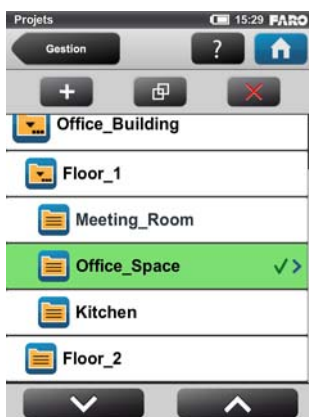 Projets 15:29 FARO
Gestion ?
Office_Building
Floor_1
Meeting_Room
Office_Space
Kitchen
Floor_2